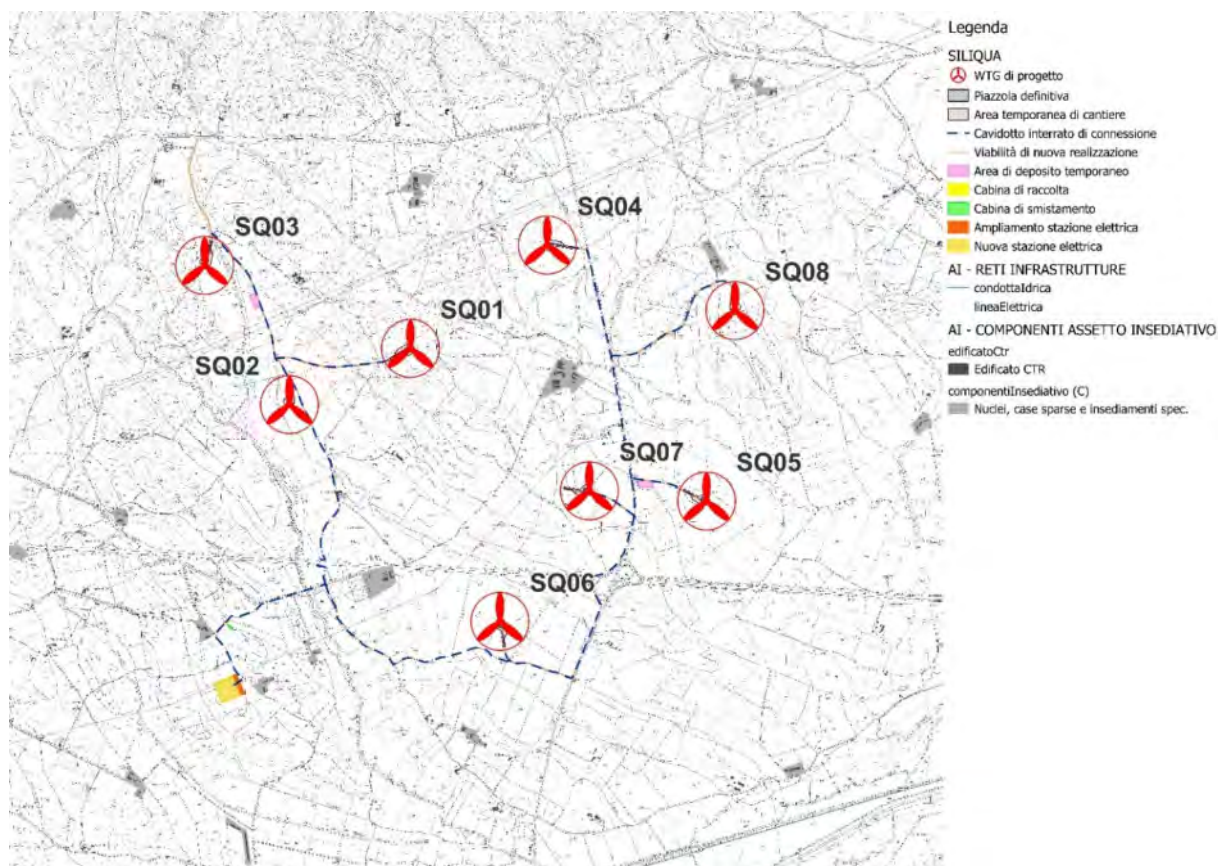 SQ03
SQ04
SQ08
SQ01
SQ02
SQ07
SQ05
SQ06
Legenda
SILIQUA
WTG di progetto
Piazzola definitiva
Area temporanea di cantiere
Cavidotto interrato di connessione
Viabilità di nuova realizzazione
Area di deposito temporaneo
Cabina di raccolta
Cabina di smistamento
Ampliamento stazione elettrica
Nuova stazione elettrica
AI - RETI INFRASTRUTTURE
condottaIdrica
lineaElettrica
AI - COMPONENTI ASSETTO INSEDIATIVO
edificatoCtr
Edificato CTR
componentiInsediativo (C)
Nuclei, case sparse e insediamenti spec.